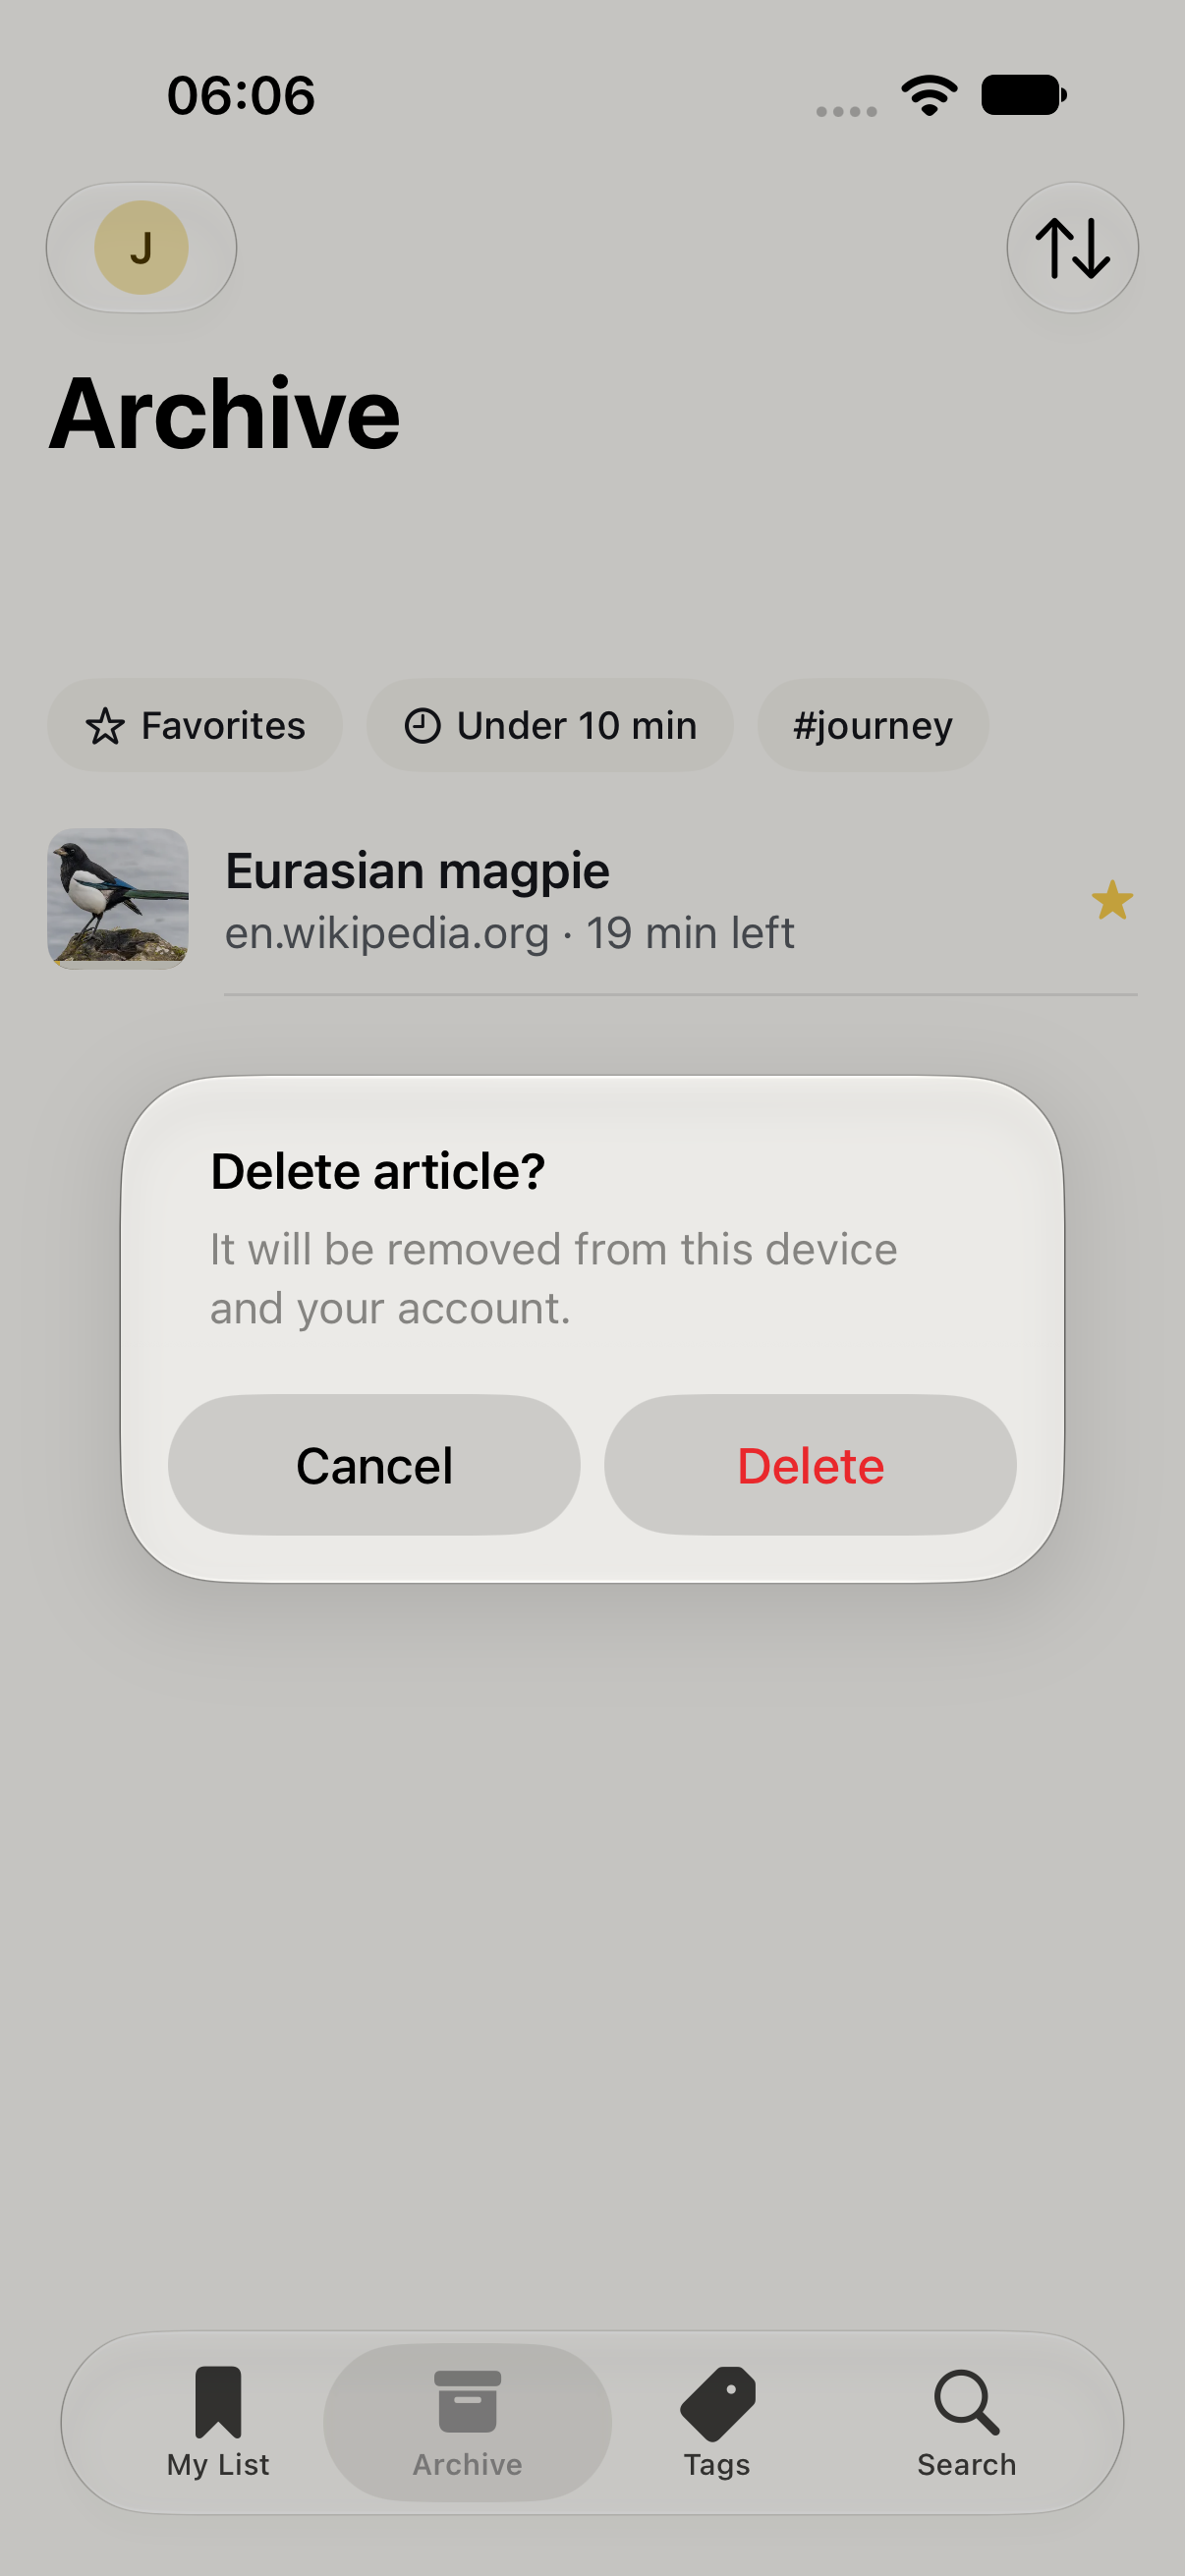 06:06
J
Archive
Favorites
Under 10 min
#journey
Eurasian magpie
en.wikipedia.org · 19 min left
Delete article?
It will be removed from this device
and your account.
Cancel
Delete
My List
Archive
Tags
Search